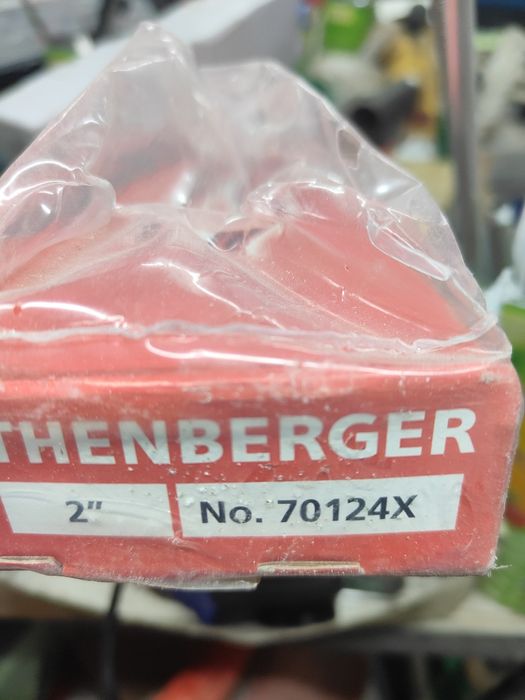 THENBERGER
2" No. 70124X